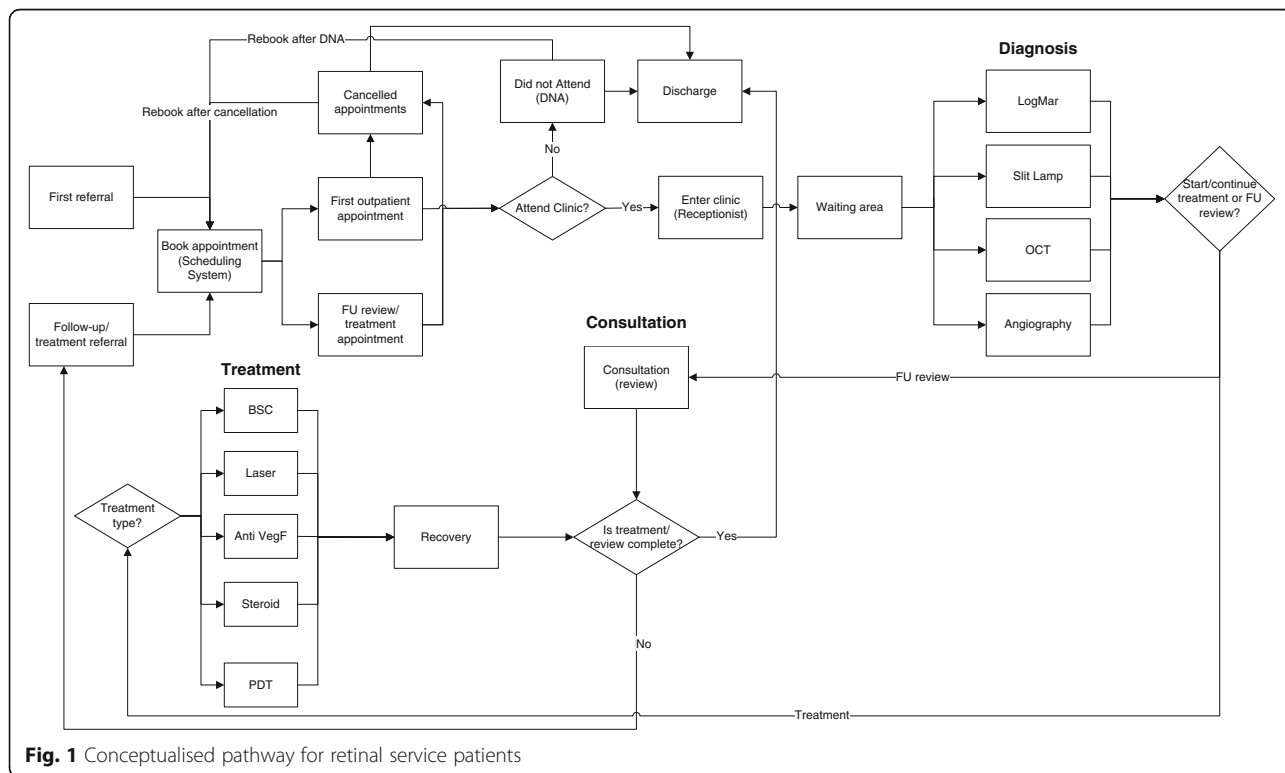 Rebook after DNA
Diagnosis
Cancelled
appointments
Did not Attend
(DNA)
Discharge
LogMar
Rebook after cancellation
No
First referral
First outpatient
appointment
Attend Clinic?
Yes
Enter clinic
(Receptionist)
Waiting area
Slit Lamp
Start/continue
treatment or FU
review?
Book appointment
(Scheduling
System)
OCT
Follow-up/
treatment referral
FU review/
treatment
appointment
Consultation
Angiography
Treatment
Consultation
(review)
FU review
BSC
Laser
Treatment
type?
Anti VegF
Recovery
Is treatment/
review complete?
Yes
Steroid
No
PDT
Treatment
Fig. 1 Conceptualised pathway for retinal service patients